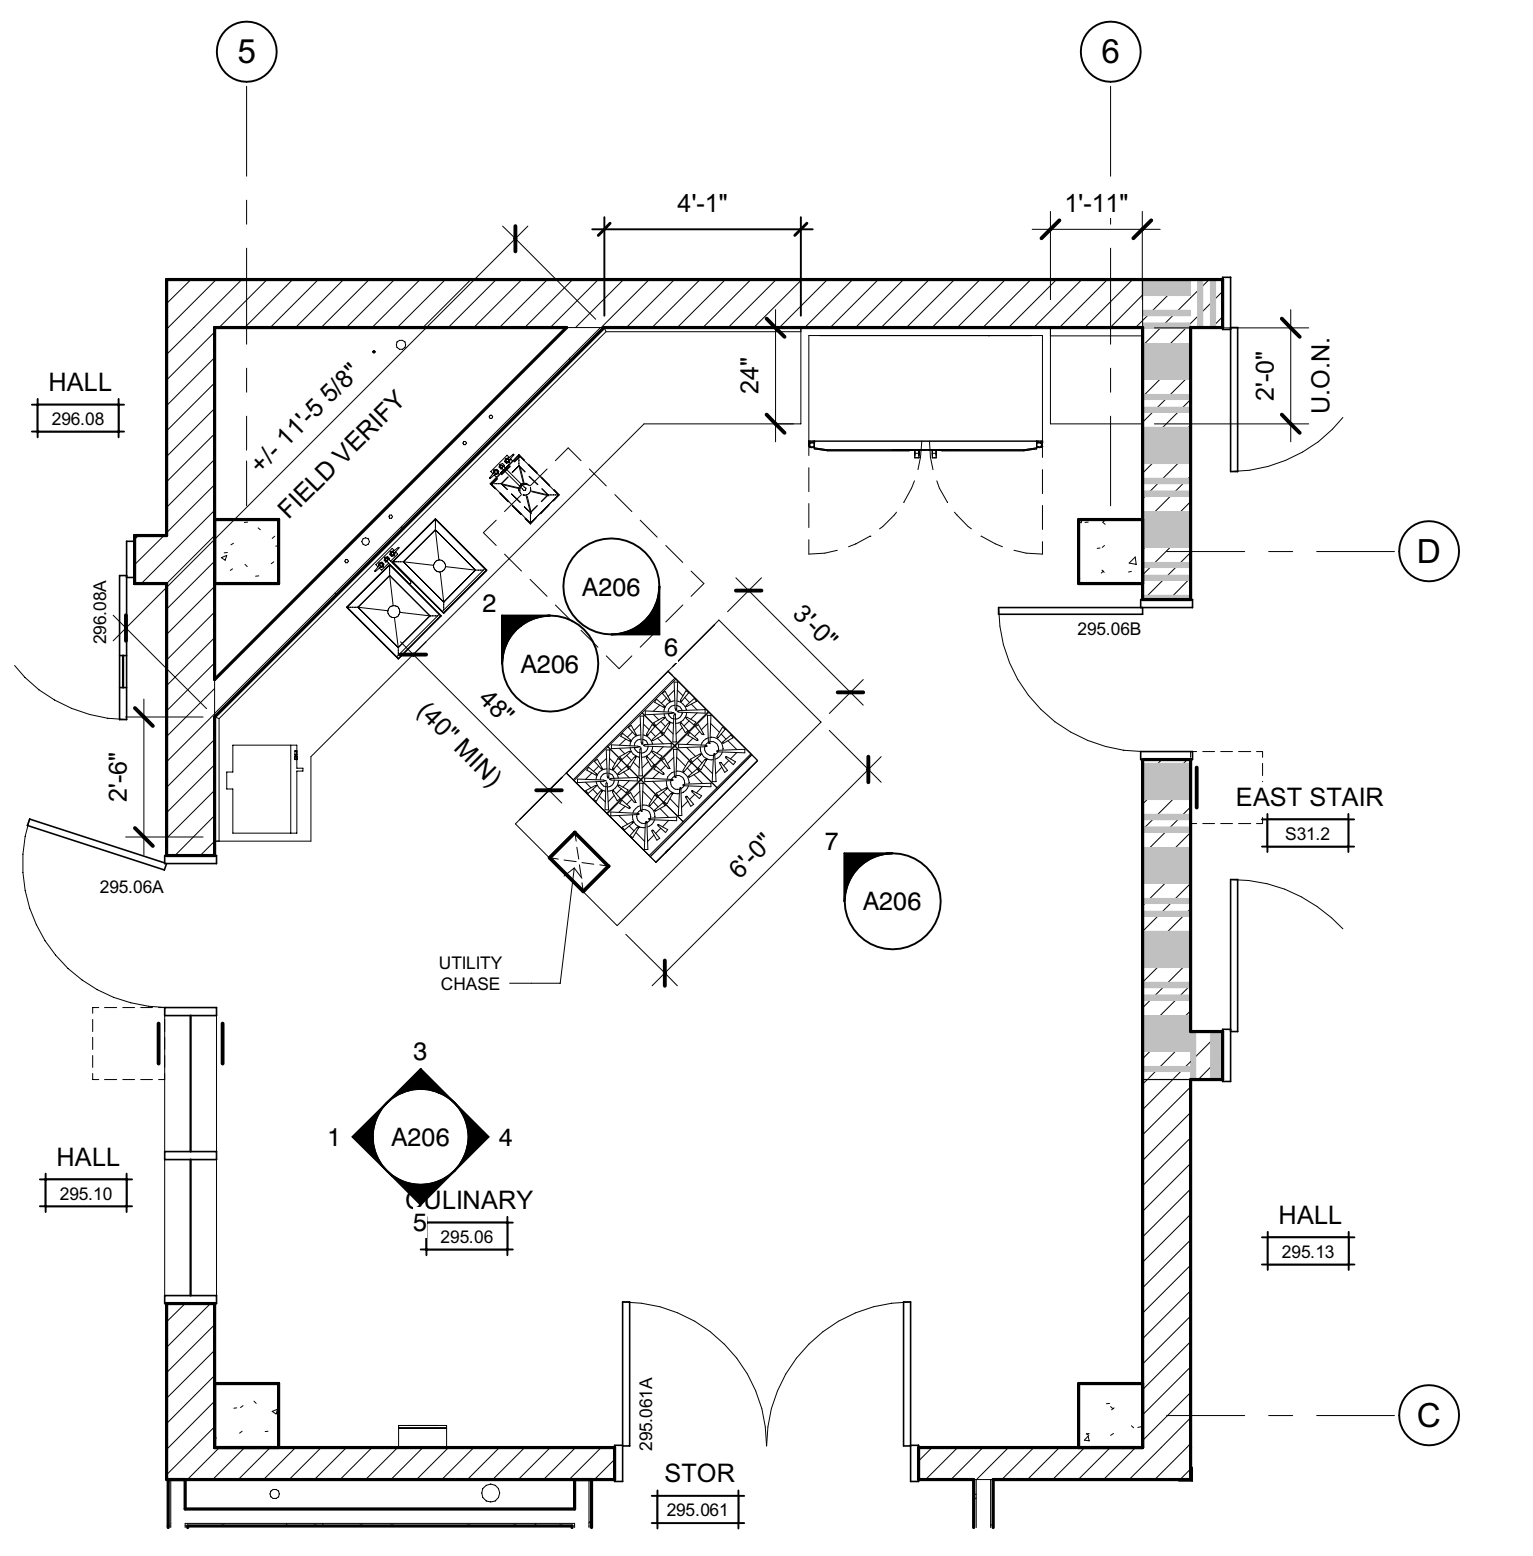 5
6
4'-1"
1'-11"
+/- 11'-5 5/8"
FIELD VERIFY
24"
2'-0"
U.O.N.
HALL
296.08
D
296.08A
A206
2
6
A206
3'-0"
295.06B
48"
(40" MIN)
2'-6"
EAST STAIR
S31.2
6'-0"
7
A206
295.06A
UTILITY
CHASE
3
1
A206
4
5
HALL
295.10
CULINARY
295.06
HALL
295.13
295.061A
C
STOR
295.061